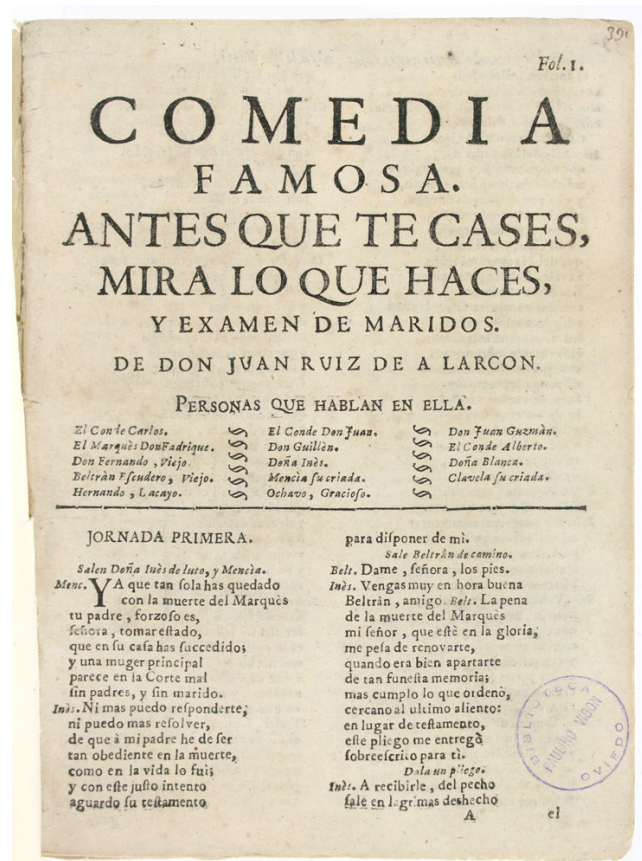 391
Fol. 1.
COMEDIA
FAMOSA.
ANTES QUE TE CASES,
MIRA LO QUE HACES,
Y EXAMEN DE MARIDOS.
DE DON JUAN RUIZ DE A LARCON.
PERSONAS QUE HABLAN EN ELLA.
El Conde Carlos.
El Marquès Don Fadrique.
Don Fernando , Viejo.
Beltràn Eſcudero, Viejo.
Hernando , Lacayo.
El Conde Don Juan.
Don Guillèn.
Doña Inès.
Mencìa ſu criada.
Ochavo, Gracioſo.
Don Juan Guzmàn.
El Conde Alberto.
Doña Blanca.
Clavela ſu criada.
JORNADA PRIMERA.
Salen Doña Inès de luto, y Mencìa.
Menc. YA que tan ſola has quedado
con la muerte del Marquès
tu padre , forzoſo es,
ſeñora , tomar eſtado,
que en ſu caſa has ſuccedido;
y una muger principal
parece en la Corte mal
ſin padres, y ſin marido.
Inès. Ni mas puedo reſponderte,
ni puedo mas reſolver,
de que à mi padre he de ſer
tan obediente en la muerte,
como en la vida lo fui;
y con eſte juſto intento
aguardo ſu teſtamento
para diſponer de mì.
Sale Beltràn de camino.
Belt. Dame , ſeñora , los pies.
Inès. Vengas muy en hora buena
Beltràn , amigo. Belt. La pena
de la muerte del Marquès
mi ſeñor , que eſtè en la gloria,
me peſa de renovarte,
quando era bien apartarte
de tan funeſta memoria;
mas cumplo lo que ordenò,
cercano al ultimo aliento:
en lugar de teſtamento,
eſte pliego me entregò
ſobreeſcrito para tì.
Dala un pliego.
Inès. A recibirle , del pecho
ſale en lagrimas deshecho
A el
BIBLIOTECA
PAULINO VIGON
OVIEDO